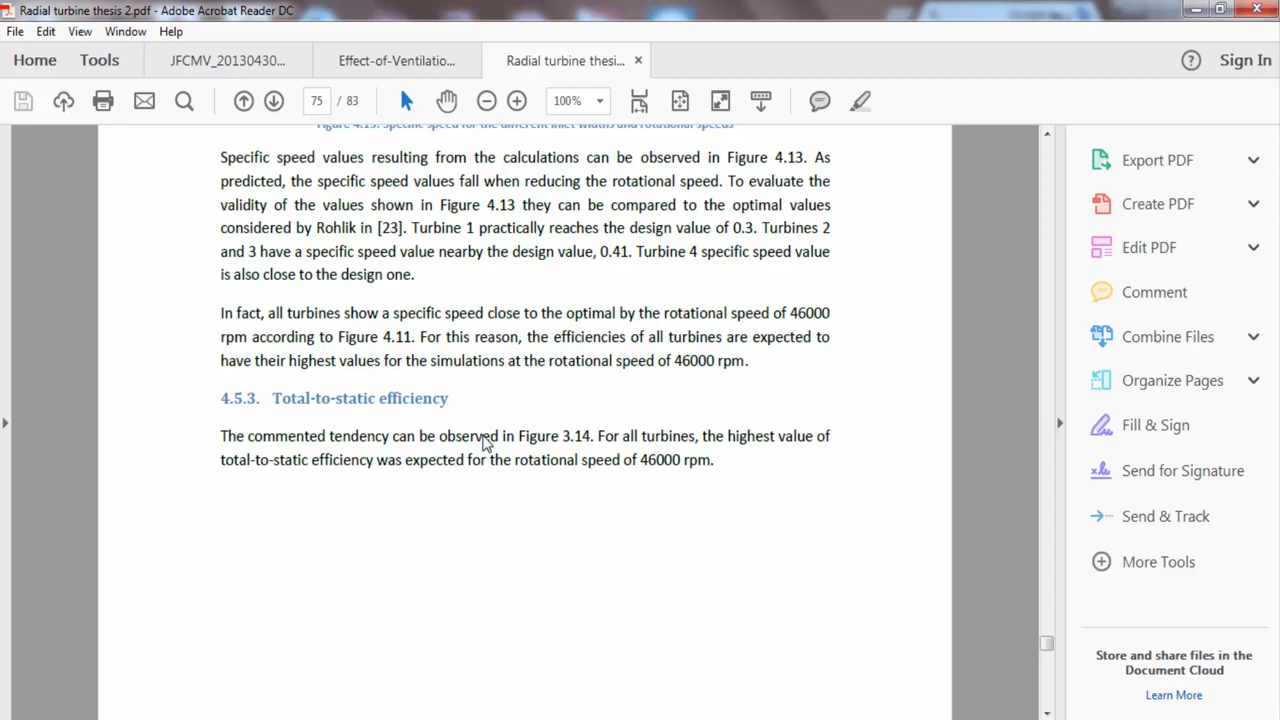 Radial turbine thesis 2.pdf - Adobe Acrobat Reader DC
File Edit View Window Help
Home Tools JFCMV_20130430... Effect-of-Ventilatio... Radial turbine thesi... × Sign In
75 / 83 100%
Figure 4.13. Specific speed for the different inlet widths and rotational speeds
Specific speed values resulting from the calculations can be observed in Figure 4.13. As
predicted, the specific speed values fall when reducing the rotational speed. To evaluate the
validity of the values shown in Figure 4.13 they can be compared to the optimal values
considered by Rohlik in [23]. Turbine 1 practically reaches the design value of 0.3. Turbines 2
and 3 have a specific speed value nearby the design value, 0.41. Turbine 4 specific speed value
is also close to the design one.
In fact, all turbines show a specific speed close to the optimal by the rotational speed of 46000
rpm according to Figure 4.11. For this reason, the efficiencies of all turbines are expected to
have their highest values for the simulations at the rotational speed of 46000 rpm.
4.5.3. Total-to-static efficiency
The commented tendency can be observed in Figure 3.14. For all turbines, the highest value of
total-to-static efficiency was expected for the rotational speed of 46000 rpm.
Export PDF
Create PDF
Edit PDF
Comment
Combine Files
Organize Pages
Fill & Sign
Send for Signature
Send & Track
More Tools
Store and share files in the
Document Cloud
Learn More